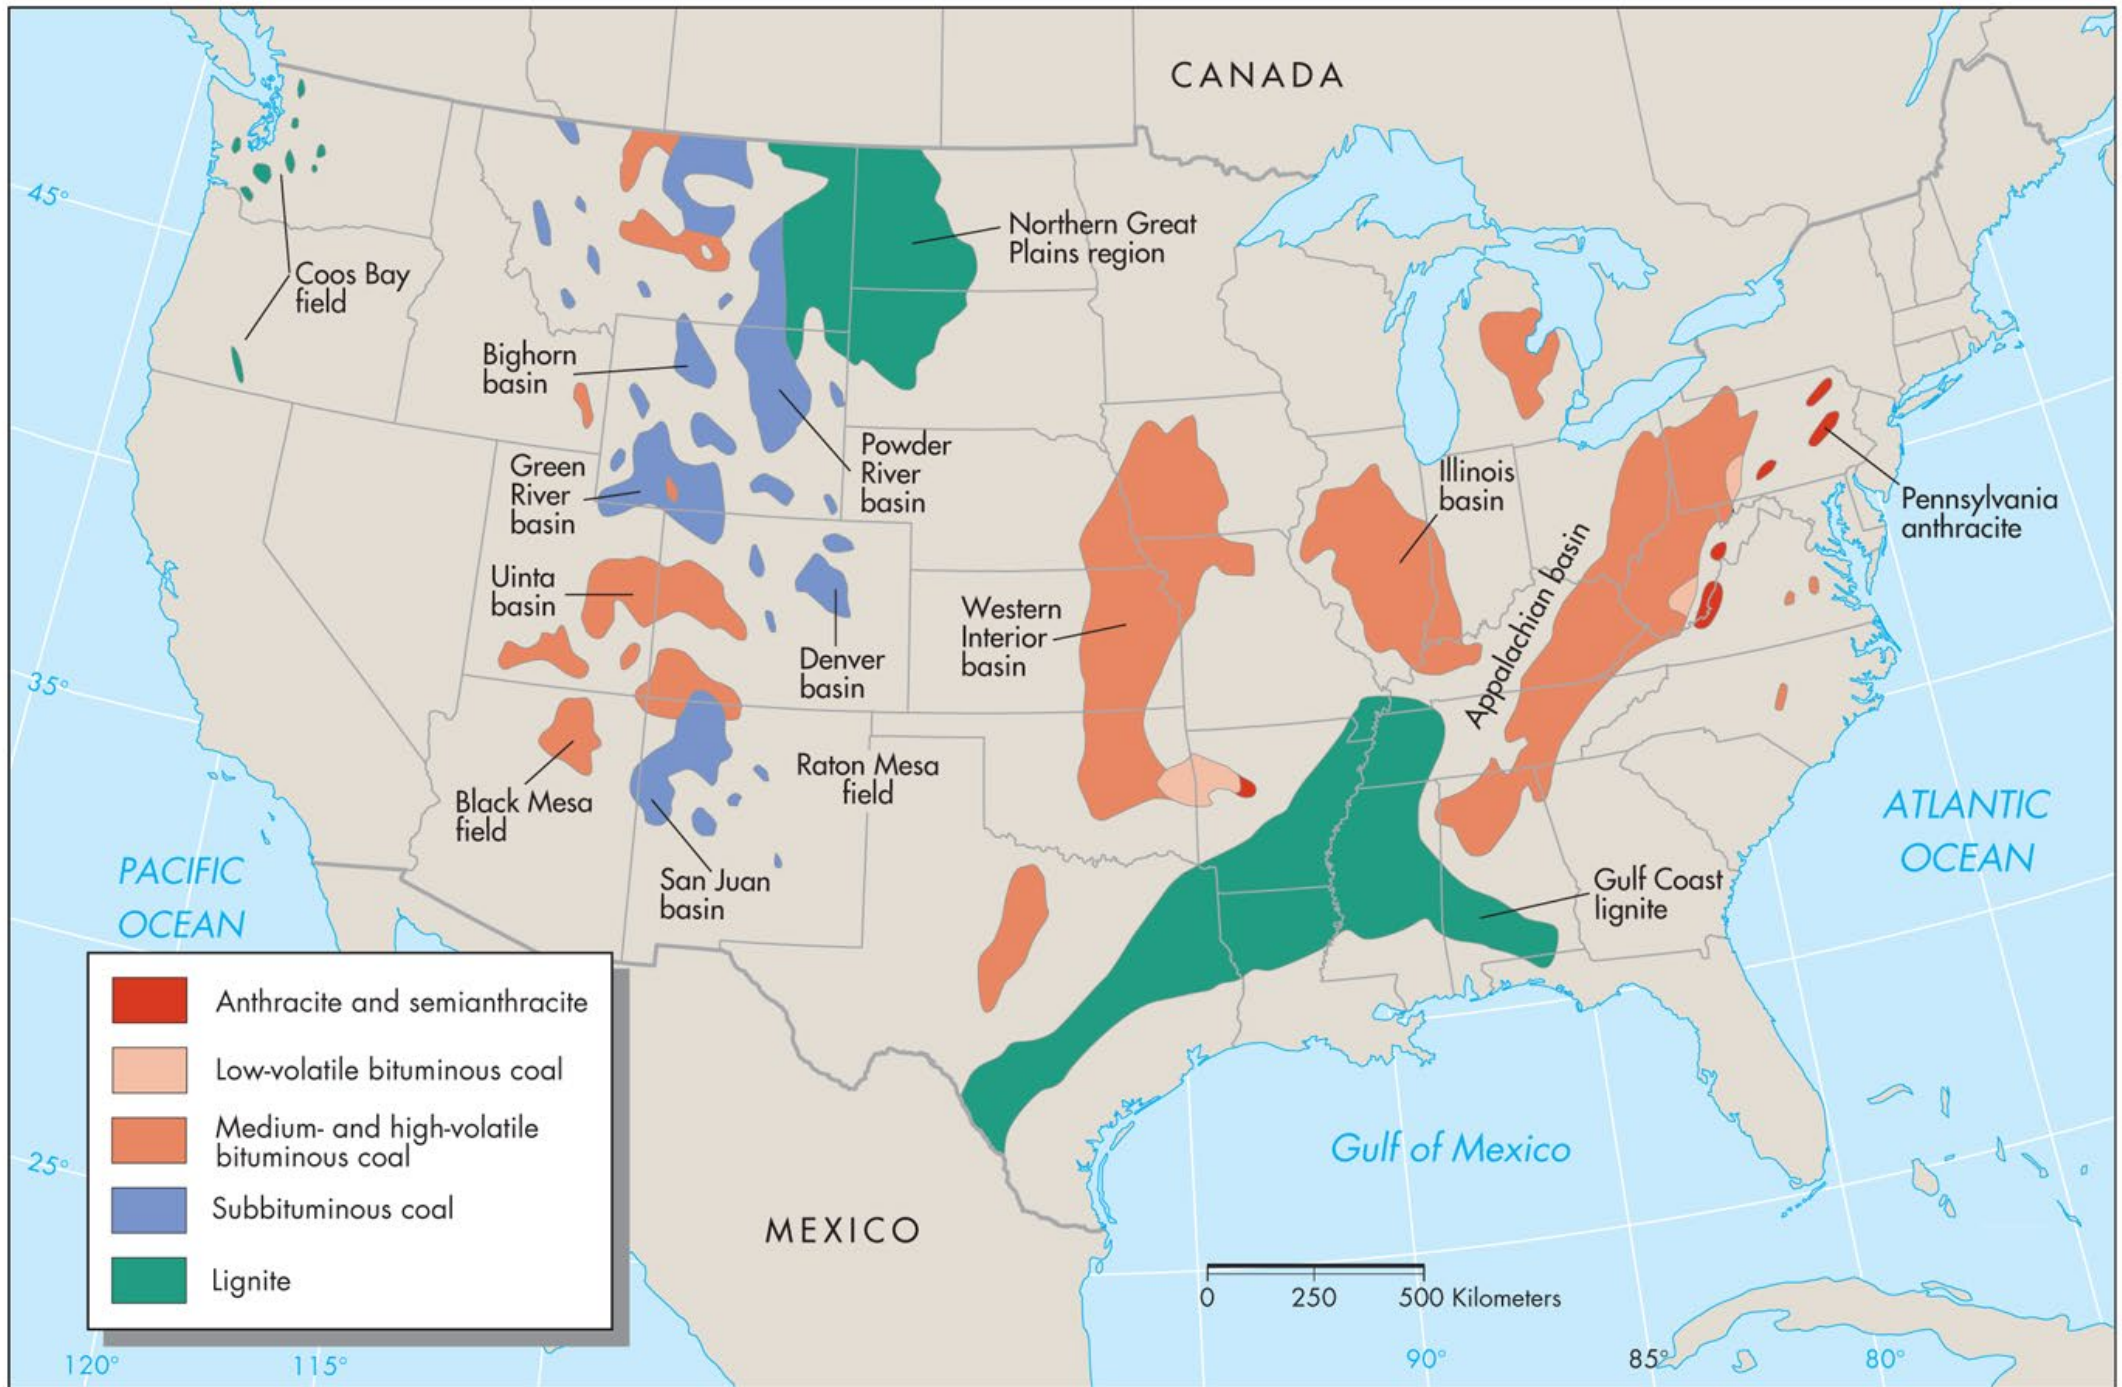 CANADA
45°
Northern Great
Plains region
Coos Bay
field
Bighorn
basin
Powder
River
basin
Green
River
basin
Illinois
basin
Pennsylvania
anthracite
Appalachian basin
Uinta
basin
Western
Interior
basin
Denver
basin
35°
Raton Mesa
field
Black Mesa
field
ATLANTIC
OCEAN
PACIFIC
OCEAN
San Juan
basin
Gulf Coast
lignite
Anthracite and semianthracite
Low-volatile bituminous coal
Medium- and high-volatile
bituminous coal
Subbituminous coal
Lignite
25°
Gulf of Mexico
MEXICO
0 250 500 Kilometers
120° 115° 90° 85° 80°